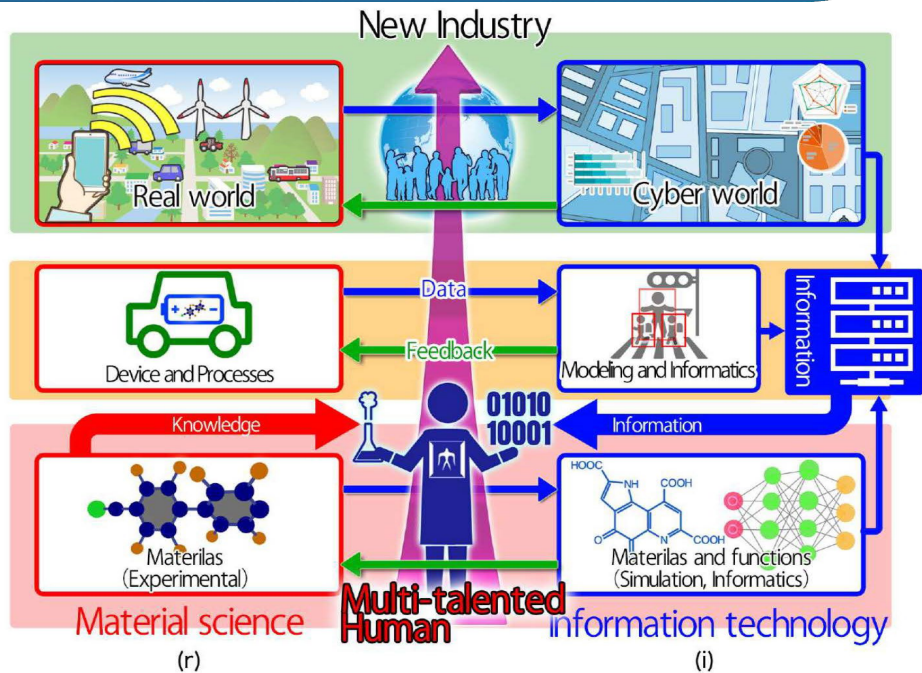 New Industry
Real world
Cyber world
Data
Feedback
Device and Processes
Modeling and Informatics
Information
Knowledge
01010
10001
Information
HOOC
H
N
COOH
O
O
N
COOH
Materilas
(Experimental)
Materilas and functions
(Simulation, Informatics)
Multi-talented
Human
Material science
Information technology
(r)
(i)